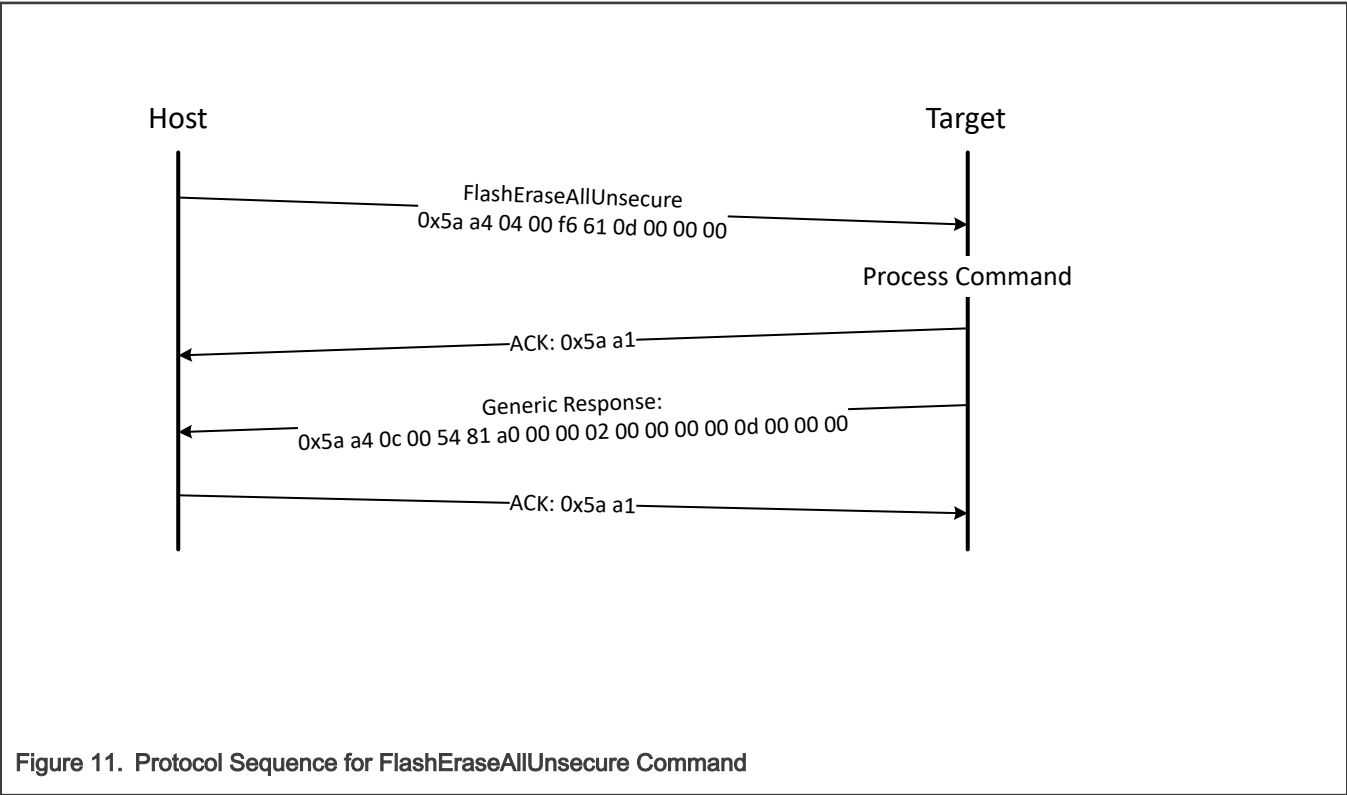 Host
Target
FlashEraseAllUnsecure
0x5a a4 04 00 f6 61 0d 00 00 00
Process Command
ACK: 0x5a a1
Generic Response:
0x5a a4 0c 00 54 81 a0 00 00 02 00 00 00 00 0d 00 00 00
ACK: 0x5a a1
Figure 11. Protocol Sequence for FlashEraseAllUnsecure Command